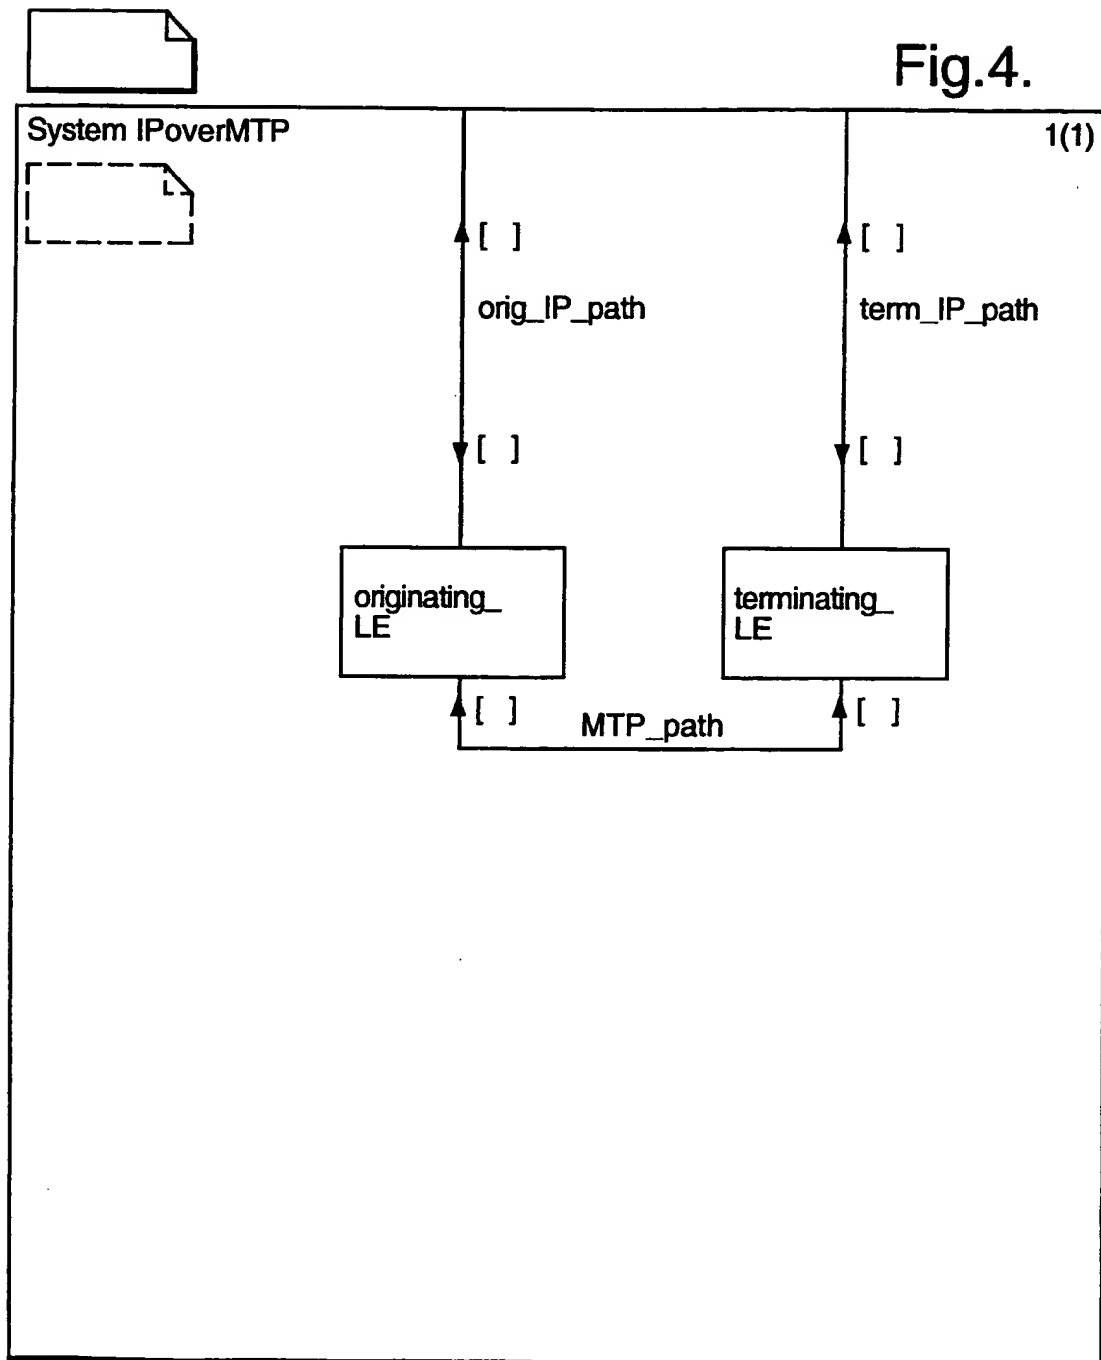 Fig.4.
System IPoverMTP
1(1)
[ ]
[ ]
orig_IP_path
term_IP_path
[ ]
[ ]
originating_
LE
terminating_
LE
[ ]
MTP_path
[ ]